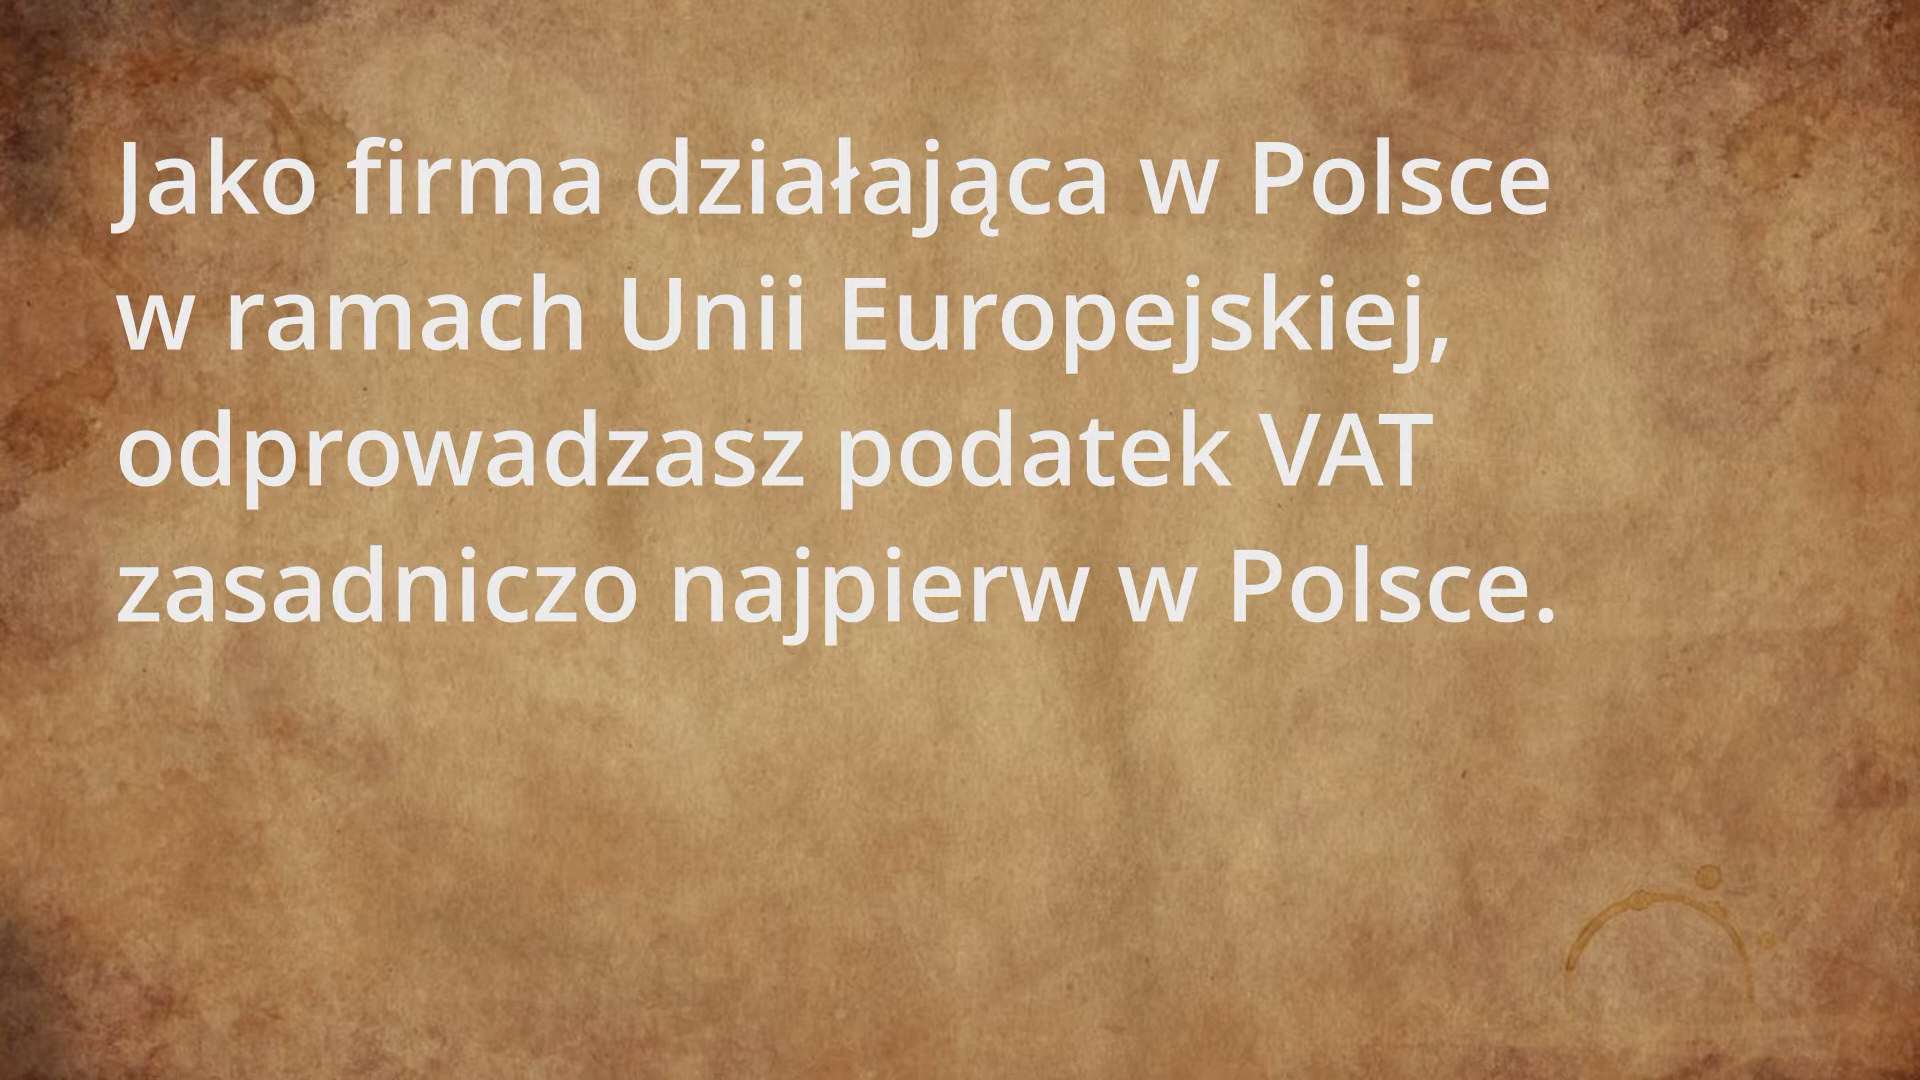 Jako firma działająca w Polsce
w ramach Unii Europejskiej,
odprowadzasz podatek VAT
zasadniczo najpierw w Polsce.